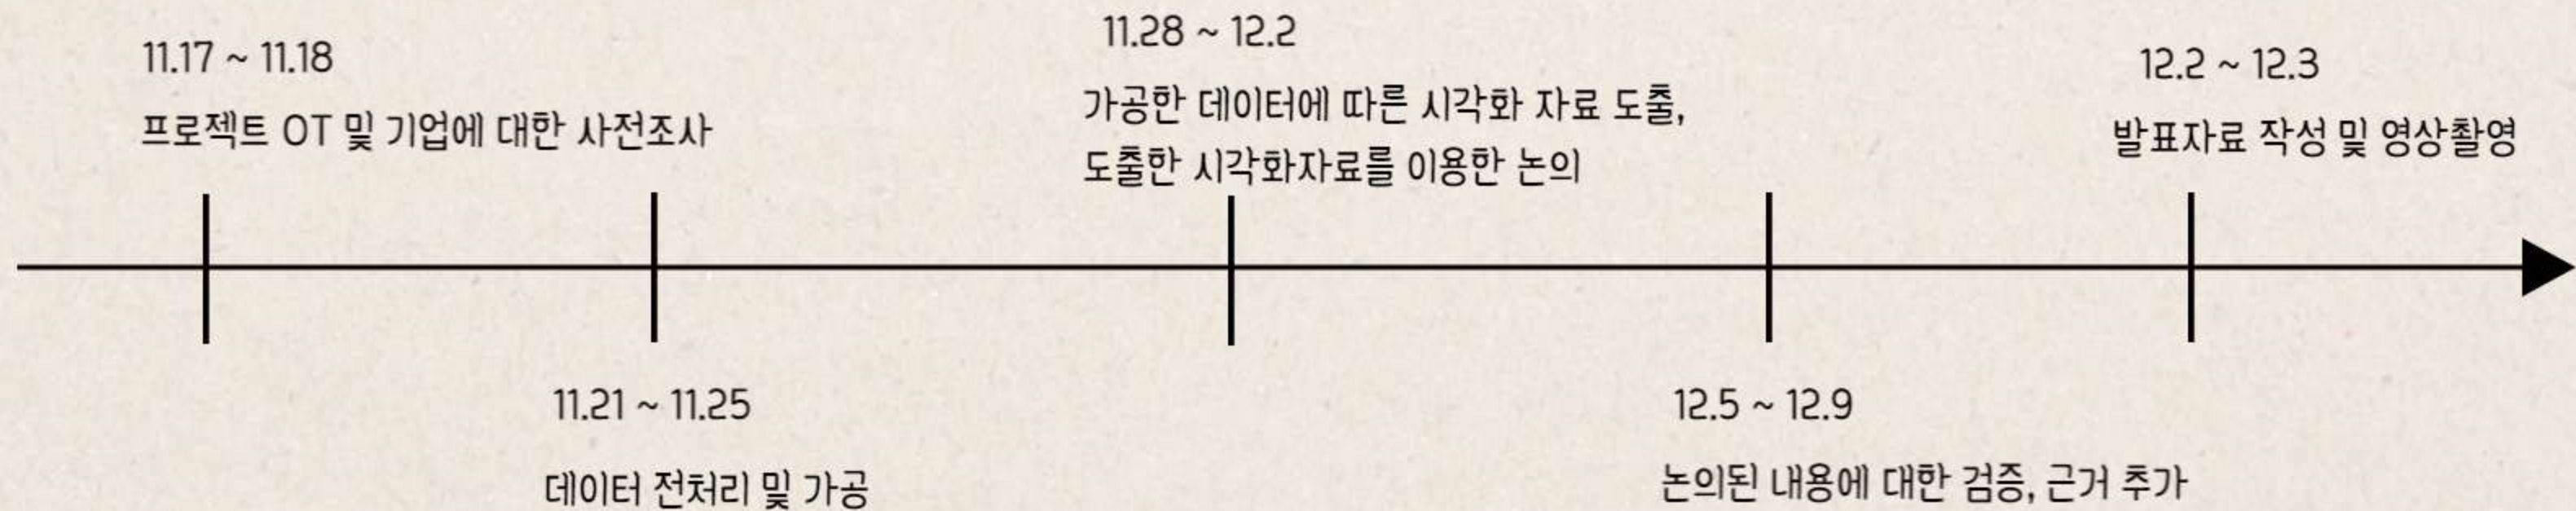 11.17 ~ 11.18
프로젝트 OT 및 기업에 대한 사전조사
11.21 ~ 11.25
데이터 전처리 및 가공
11.28 ~ 12.2
가공한 데이터에 따른 시각화 자료 도출,
도출한 시각화자료를 이용한 논의
12.5 ~ 12.9
논의된 내용에 대한 검증, 근거 추가
12.2 ~ 12.3
발표자료 작성 및 영상촬영